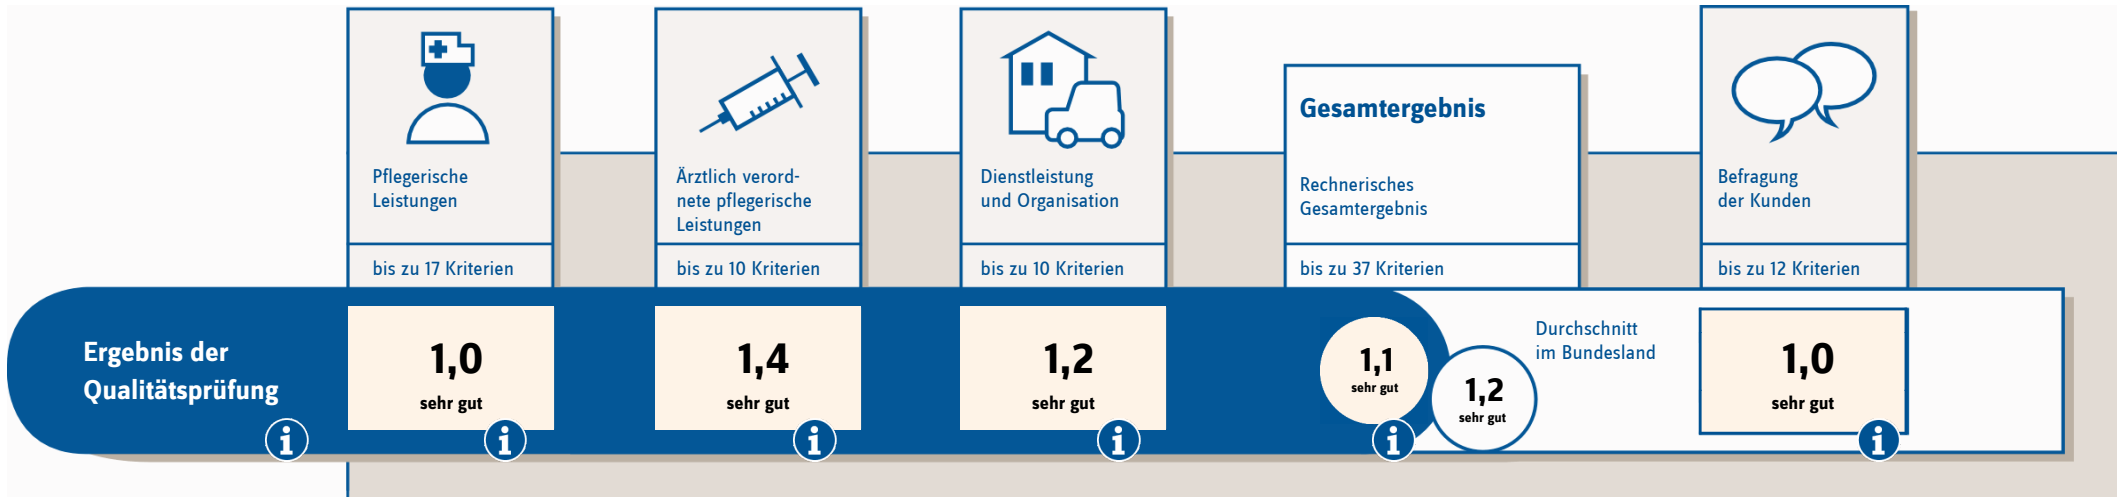 Pflegerische
Leistungen
bis zu 17 Kriterien
Ärztlich verord-
nete pflegerische
Leistungen
bis zu 10 Kriterien
Dienstleistung
und Organisation
bis zu 10 Kriterien
Gesamtergebnis
Rechnerisches
Gesamtergebnis
bis zu 37 Kriterien
Befragung
der Kunden
bis zu 12 Kriterien
Ergebnis der
Qualitätsprüfung
i
1,0
sehr gut
i
1,4
sehr gut
i
1,2
sehr gut
i
1,1
sehr gut
i
1,2
sehr gut
Durchschnitt
im Bundesland
1,0
sehr gut
i